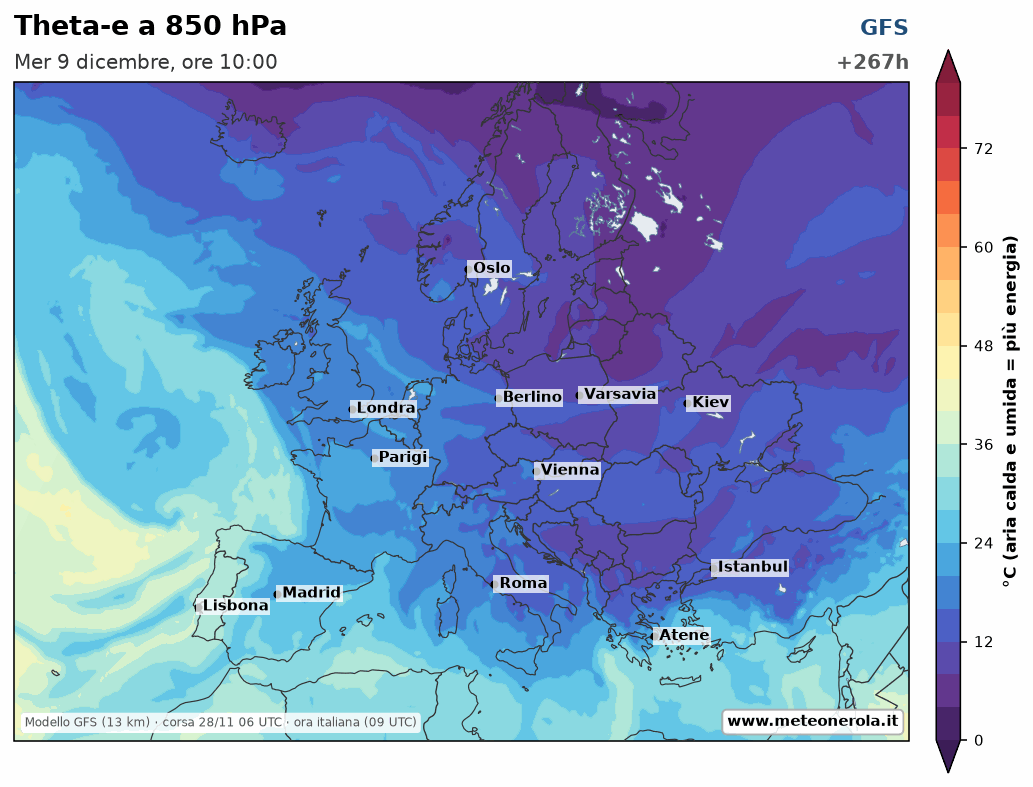 Theta-e a 850 hPa
GFS
Mer 9 dicembre, ore 10:00
+267h
72
60
48
36
24
12
0
°C (aria calda e umida = più energia)
Oslo
Berlino
Varsavia
Kiev
Londra
Parigi
Vienna
Istanbul
Roma
Madrid
Lisbona
Atene
Modello GFS (13 km) · corsa 28/11 06 UTC · ora italiana (09 UTC)
www.meteonerola.it